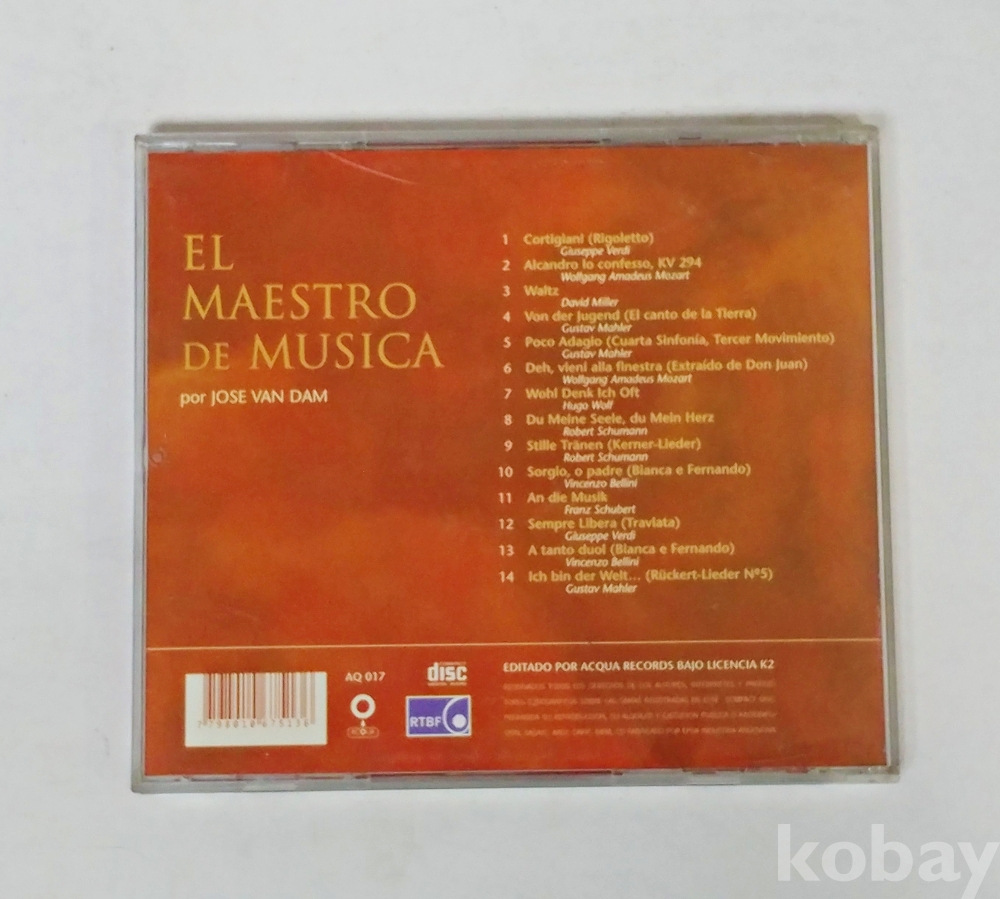 EL
MAESTRO
DE MUSICA
por JOSE VAN DAM
1 Cortigiani (Rigoletto)
Giuseppe Verdi
2 Alcandro lo confesso, KV 294
Wolfgang Amadeus Mozart
3 Waltz
David Miller
4 Von der Jugend (El canto de la Tierra)
Gustav Mahler
5 Poco Adagio (Cuarta Sinfonía, Tercer Movimiento)
Gustav Mahler
6 Deh, vieni alla finestra (Extraído de Don Juan)
Wolfgang Amadeus Mozart
7 Wohl Denk Ich Oft
Hugo Wolf
8 Du Meine Seele, du Mein Herz
Robert Schumann
9 Stille Tränen (Kerner-Lieder)
Robert Schumann
10 Sorgio, o padre (Bianca e Fernando)
Vincenzo Bellini
11 An die Musik
Franz Schubert
12 Sempre Libera (Traviata)
Giuseppe Verdi
13 A tanto duol (Bianca e Fernando)
Vincenzo Bellini
14 Ich bin der Welt... (Rückert-Lieder Nº5)
Gustav Mahler
AQ 017
disc
EDITADO POR ACQUA RECORDS BAJO LICENCIA K2
7 798010 675138
ACQUA
RTBF
kobay